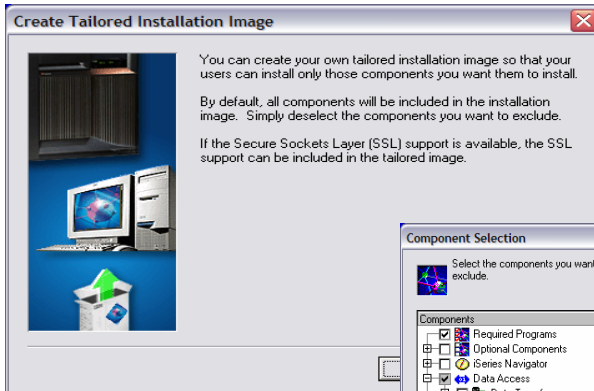 Create Tailored Installation Image
You can create your own tailored installation image so that your
users can install only those components you want them to install.
By default, all components will be included in the installation
image. Simply deselect the components you want to exclude.
If the Secure Sockets Layer (SSL) support is available, the SSL
support can be included in the tailored image.
Component Selection
Select the components you want
exclude.
Components
Required Programs
Optional Components
iSeries Navigator
Data Access